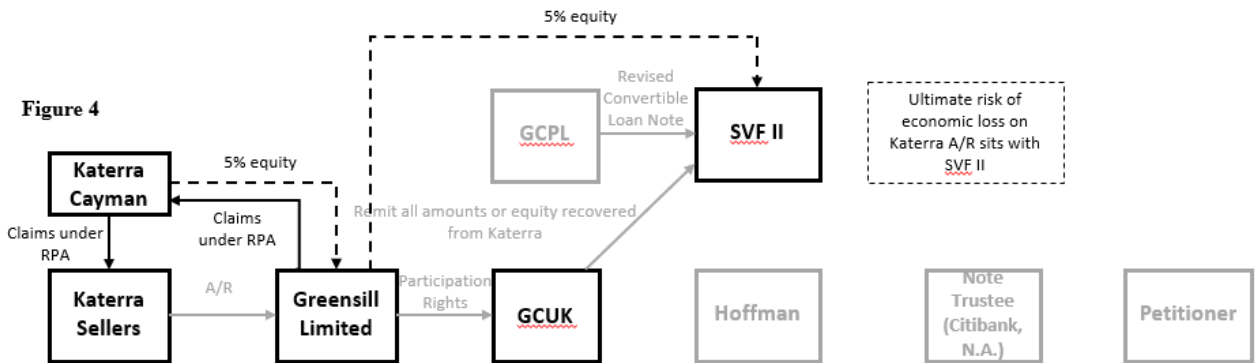 5% equity
Figure 4
GCPL
Revised
Convertible
Loan Note
SVF II
Ultimate risk of
economic loss on
Katerra A/R sits with
SVF II
Katerra
Cayman
5% equity
Claims under
RPA
Claims
under RPA
Remit all amounts or equity recovered
from Katerra
Katerra
Sellers
A/R
Greensill
Limited
Participation
Rights
GCUK
Hoffman
Note
Trustee
(Citibank,
N.A.)
Petitioner